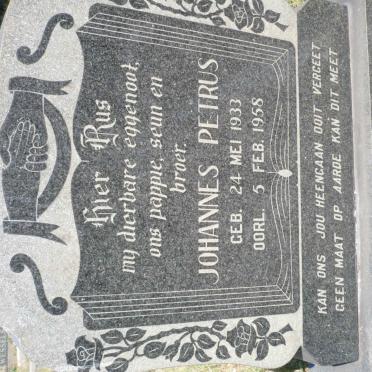 Hier Rus
my dierbare eggenoot,
ons pappie, seun en
broer.
JOHANNES PETRUS
GEB. 24 MEI 1933
OORL. 5 FEB. 1958
KAN ONS JOU HEENGAAN OOIT VERGEET
GEEN MAAT OP AARDE KAN DIT MEET